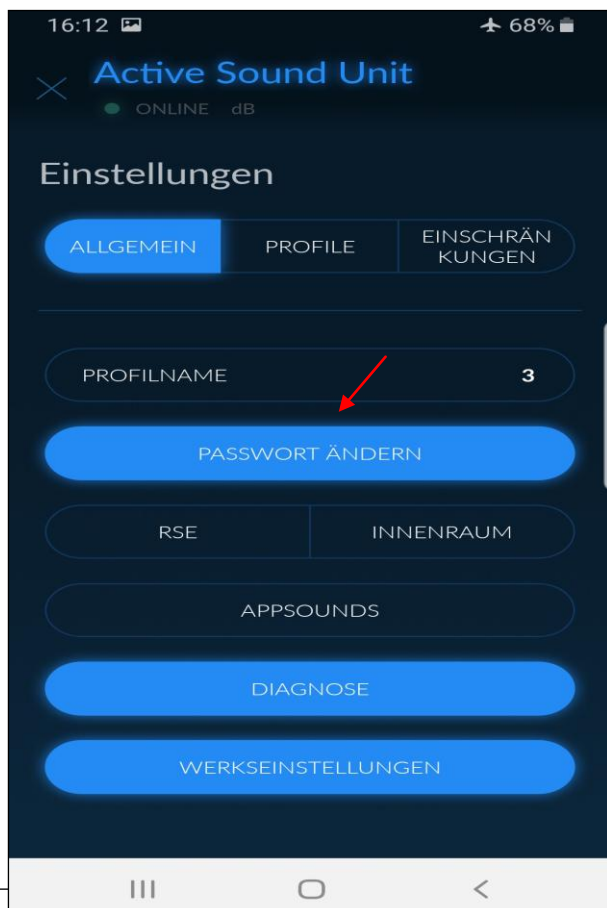 16:12 68%
Active Sound Unit
ONLINE dB
Einstellungen
ALLGEMEIN PROFILE EINSCHRÄN
KUNGEN
PROFILNAME 3
PASSWORT ÄNDERN
RSE INNENRAUM
APPSOUNDS
DIAGNOSE
WERKSEINSTELLUNGEN